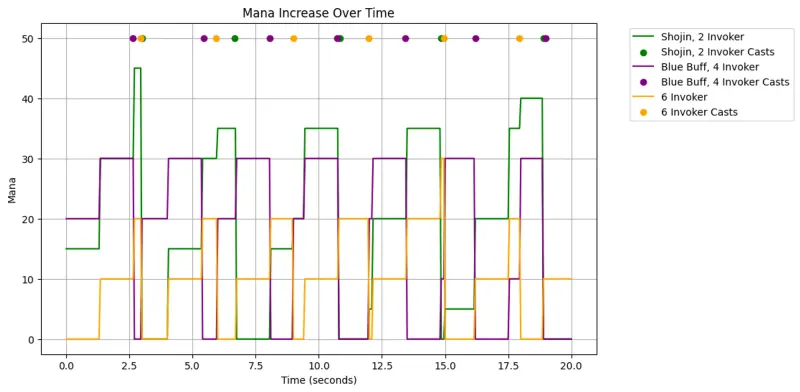 Mana Increase Over Time
50
40
30
20
10
0
Mana
0.0 2.5 5.0 7.5 10.0 12.5 15.0 17.5 20.0
Time (seconds)
Shojin, 2 Invoker
Shojin, 2 Invoker Casts
Blue Buff, 4 Invoker
Blue Buff, 4 Invoker Casts
6 Invoker
6 Invoker Casts